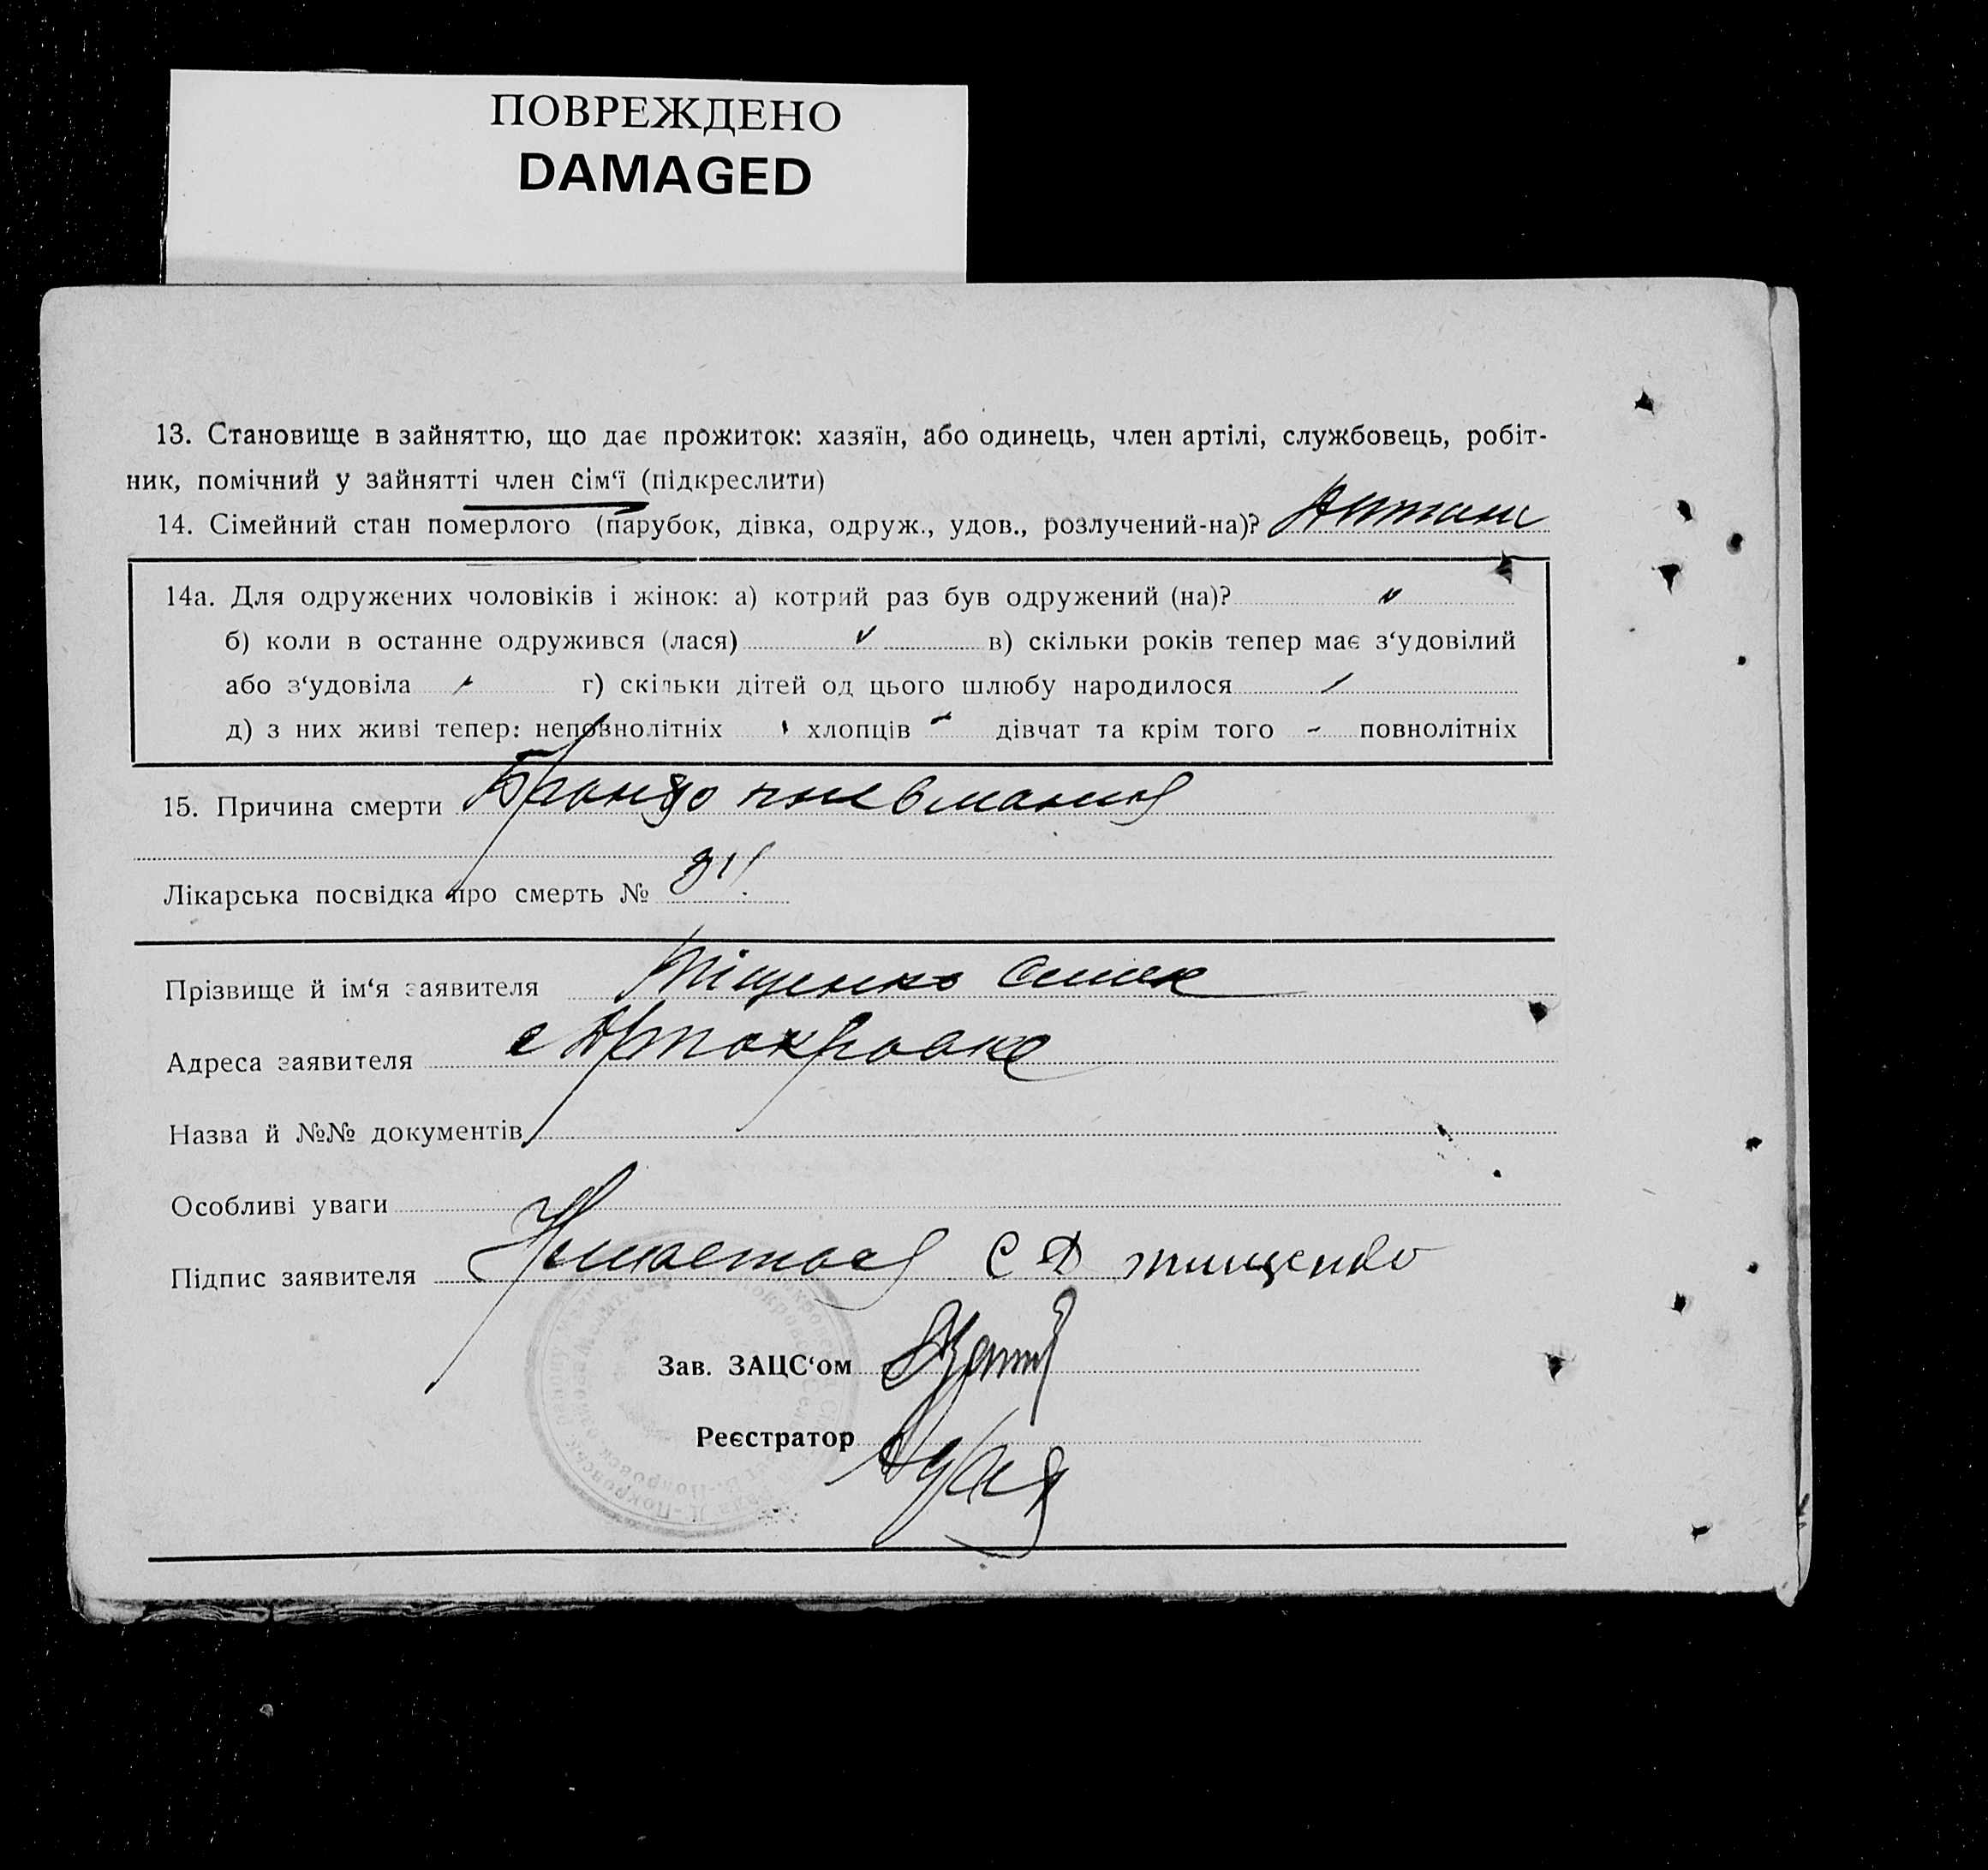 ПОВРЕЖДЕНО
DAMAGED
13. Становище в зайняттю, що дає прожиток: хазяїн, або одинець, член артілі, службовець, робіт-
ник, помічний у зайнятті член сім‘ї (підкреслити)
14. Сімейний стан померлого (парубок, дівка, одруж., удов., розлучений-на)?
14а. Для одружених чоловіків і жінок: а) котрий раз був одружений (на)? "
б) коли в останне одружився (лася) в) скільки років тепер має з‘удовілий
або з‘удовіла г) скільки дітей од цього шлюбу народилося
д) з них живі тепер: неповнолітніх хлопців - дівчат та крім того - повнолітніх
15. Причина смерти
Лікарська посвідка про смерть №
Прізвище й ім‘я заявителя Тіщенко
Адреса заявителя с
Назва й №№ документів
Особливі уваги
Підпис заявителя С Д тищенко
Зав. ЗАЦС‘ом
Реєстратор